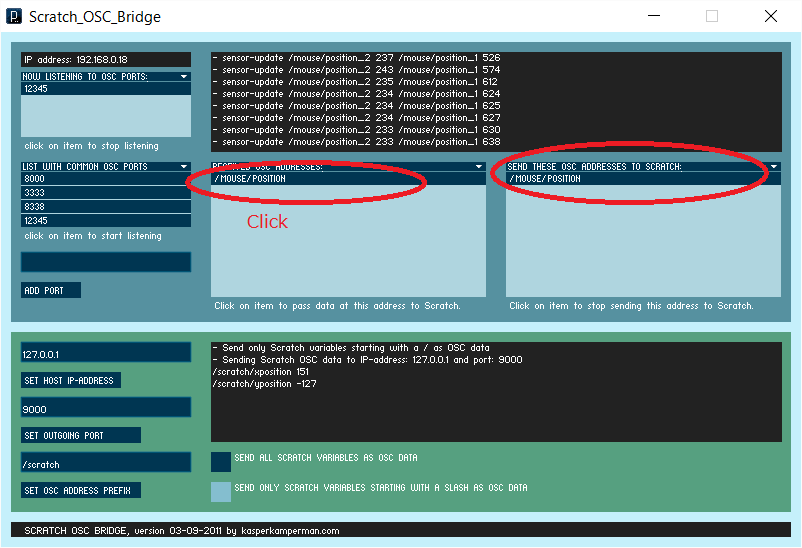 Scratch_OSC_Bridge
IP address: 192.168.0.18
NOW LISTENING TO OSC PORTS:
12345
click on item to stop listening
- sensor-update /mouse/position_2 237 /mouse/position_1 526
- sensor-update /mouse/position_2 243 /mouse/position_1 574
- sensor-update /mouse/position_2 235 /mouse/position_1 612
- sensor-update /mouse/position_2 234 /mouse/position_1 624
- sensor-update /mouse/position_2 234 /mouse/position_1 625
- sensor-update /mouse/position_2 234 /mouse/position_1 627
- sensor-update /mouse/position_2 233 /mouse/position_1 630
- sensor-update /mouse/position_2 233 /mouse/position_1 638
LIST WITH COMMON OSC PORTS
8000
3333
8338
12345
click on item to start listening
ADD PORT
RECEIVED OSC ADDRESSES:
/MOUSE/POSITION
Click
Click on item to pass data at this address to Scratch.
SEND THESE OSC ADDRESSES TO SCRATCH:
/MOUSE/POSITION
Click on item to stop sending this address to Scratch.
127.0.0.1
SET HOST IP-ADDRESS
9000
SET OUTGOING PORT
/scratch
SET OSC ADDRESS PREFIX
- Send only Scratch variables starting with a / as OSC data
- Sending Scratch OSC data to IP-address: 127.0.0.1 and port: 9000
/scratch/xposition 151
/scratch/yposition -127
SEND ALL SCRATCH VARIABLES AS OSC DATA
SEND ONLY SCRATCH VARIABLES STARTING WITH A SLASH AS OSC DATA
SCRATCH OSC BRIDGE, version 03-09-2011 by kasperkamperman.com